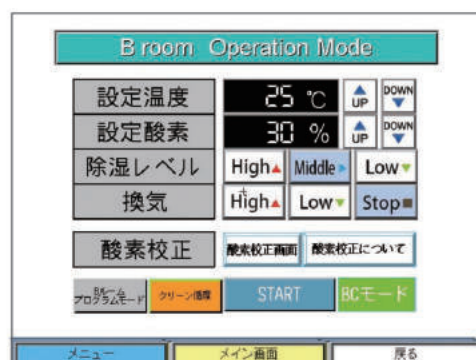 B room Operation Mode
設定温度 25 ℃ UP DOWN
設定酸素 30 % UP DOWN
除湿レベル High Middle Low
換気 High Low Stop
酸素校正 酸素校正画面 酸素校正について
Bルーム プログラムモード クリーン循環 START BCモード
メニュー メイン画面 戻る